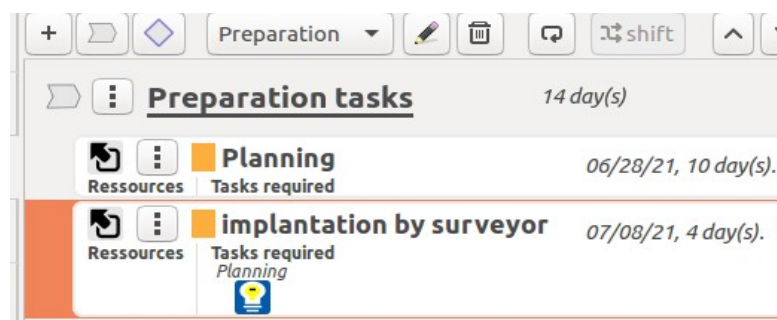 + Preparation shift
Preparation tasks 14 day(s)
Planning 06/28/21, 10 day(s).
Ressources Tasks required
implantation by surveyor 07/08/21, 4 day(s).
Ressources Tasks required
Planning